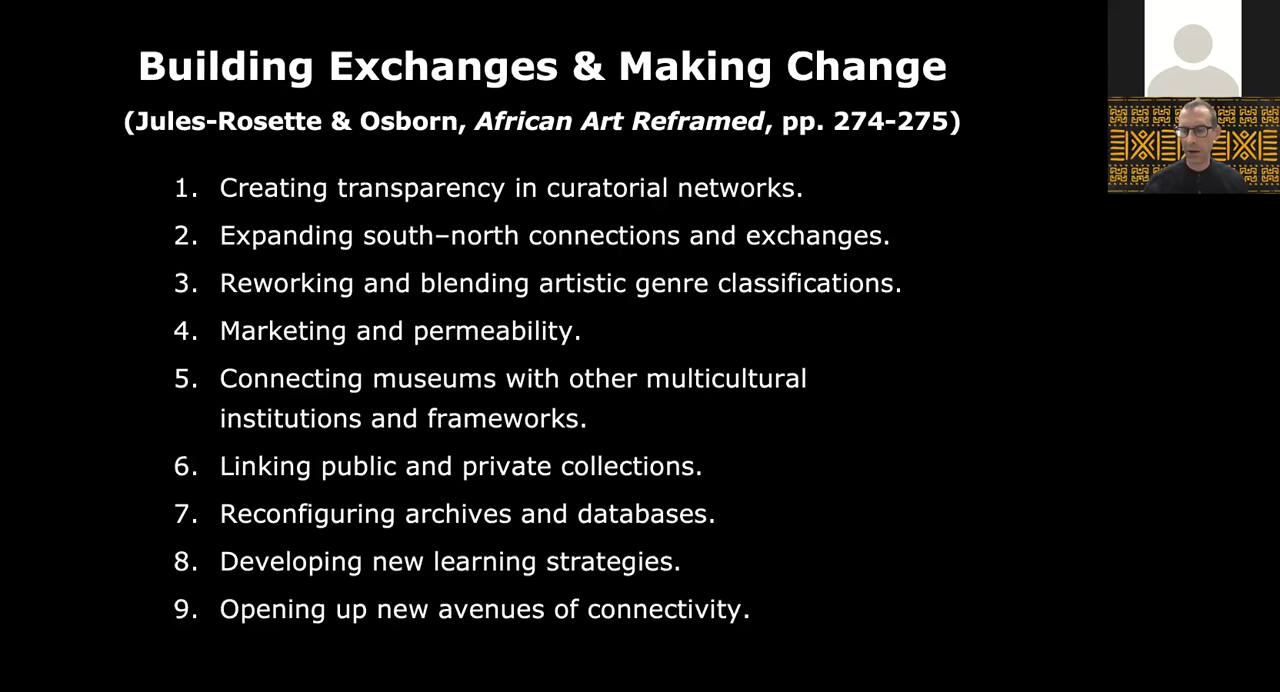 Building Exchanges & Making Change
(Jules-Rosette & Osborn, African Art Reframed, pp. 274-275)
1. Creating transparency in curatorial networks.
2. Expanding south–north connections and exchanges.
3. Reworking and blending artistic genre classifications.
4. Marketing and permeability.
5. Connecting museums with other multicultural
institutions and frameworks.
6. Linking public and private collections.
7. Reconfiguring archives and databases.
8. Developing new learning strategies.
9. Opening up new avenues of connectivity.